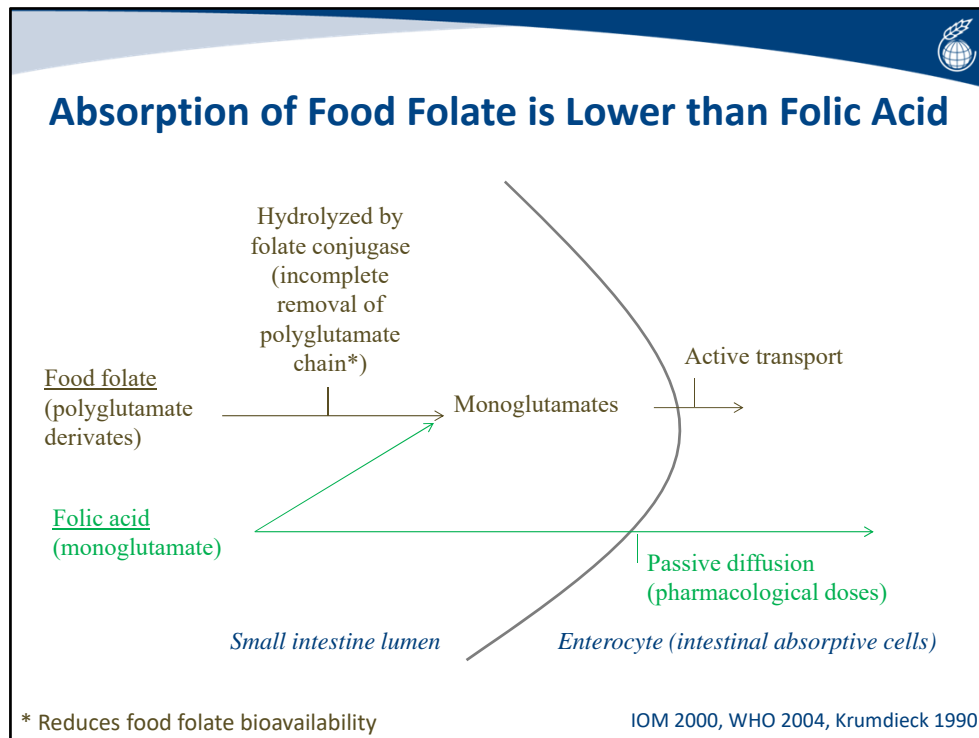 Absorption of Food Folate is Lower than Folic Acid
Hydrolyzed by
folate conjugase
(incomplete
removal of
polyglutamate
chain*)
Food folate
(polyglutamate
derivates)
Monoglutamates
Active transport
Folic acid
(monoglutamate)
Passive diffusion
(pharmacological doses)
Small intestine lumen
Enterocyte (intestinal absorptive cells)
* Reduces food folate bioavailability
IOM 2000, WHO 2004, Krumdieck 1990